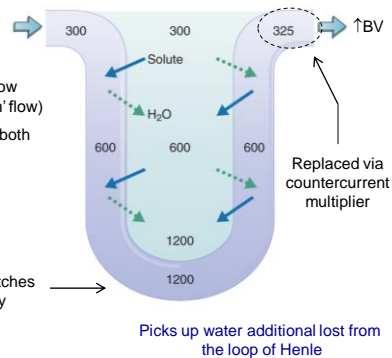 300 300 325 ↑BV
Solute
ow
n' flow)
H₂O
both
600 600 600
Replaced via
countercurrent
multiplier
1200
tches
y
1200
Picks up water additional lost from
the loop of Henle